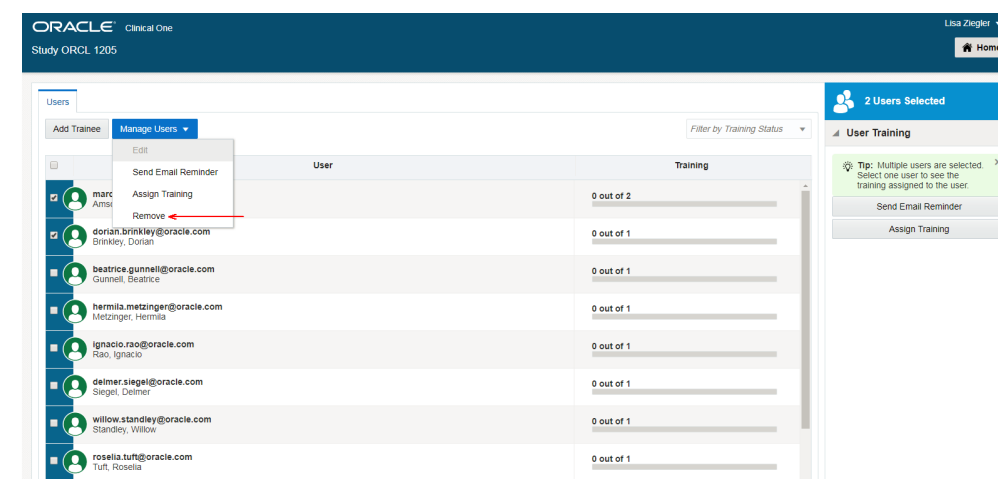 ORACLE® Clinical One
Lisa Ziegler
Study ORCL 1205
Home
Users
2 Users Selected
Add Trainee
Manage Users
Filter by Training Status
User Training
Edit
Send Email Reminder
Assign Training
Remove
User
Training
Tip: Multiple users are selected.
Select one user to see the
training assigned to the user.
Send Email Reminder
Assign Training
0 out of 2
dorian.brinkley@oracle.com
Brinkley, Dorian
0 out of 1
beatrice.gunnell@oracle.com
Gunnell, Beatrice
0 out of 1
hermila.metzinger@oracle.com
Metzinger, Hermila
0 out of 1
ignacio.rao@oracle.com
Rao, Ignacio
0 out of 1
delmer.siegel@oracle.com
Siegel, Delmer
0 out of 1
willow.standley@oracle.com
Standley, Willow
0 out of 1
roselia.tuft@oracle.com
Tuft, Roselia
0 out of 1